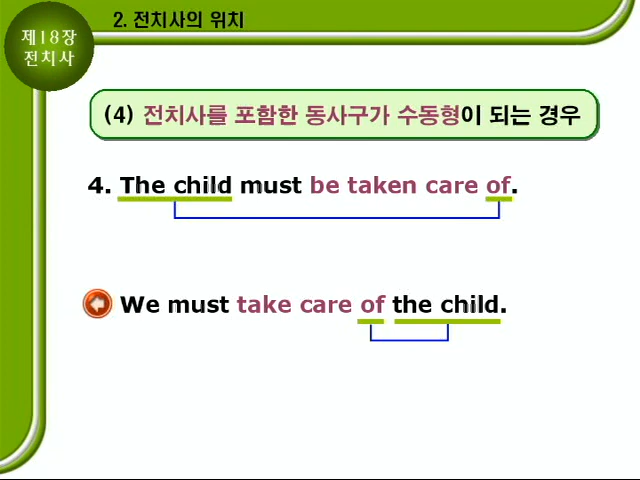 2. 전치사의 위치
제18장
전치사
(4) 전치사를 포함한 동사구가 수동형이 되는 경우
4. The child must be taken care of.
We must take care of the child.